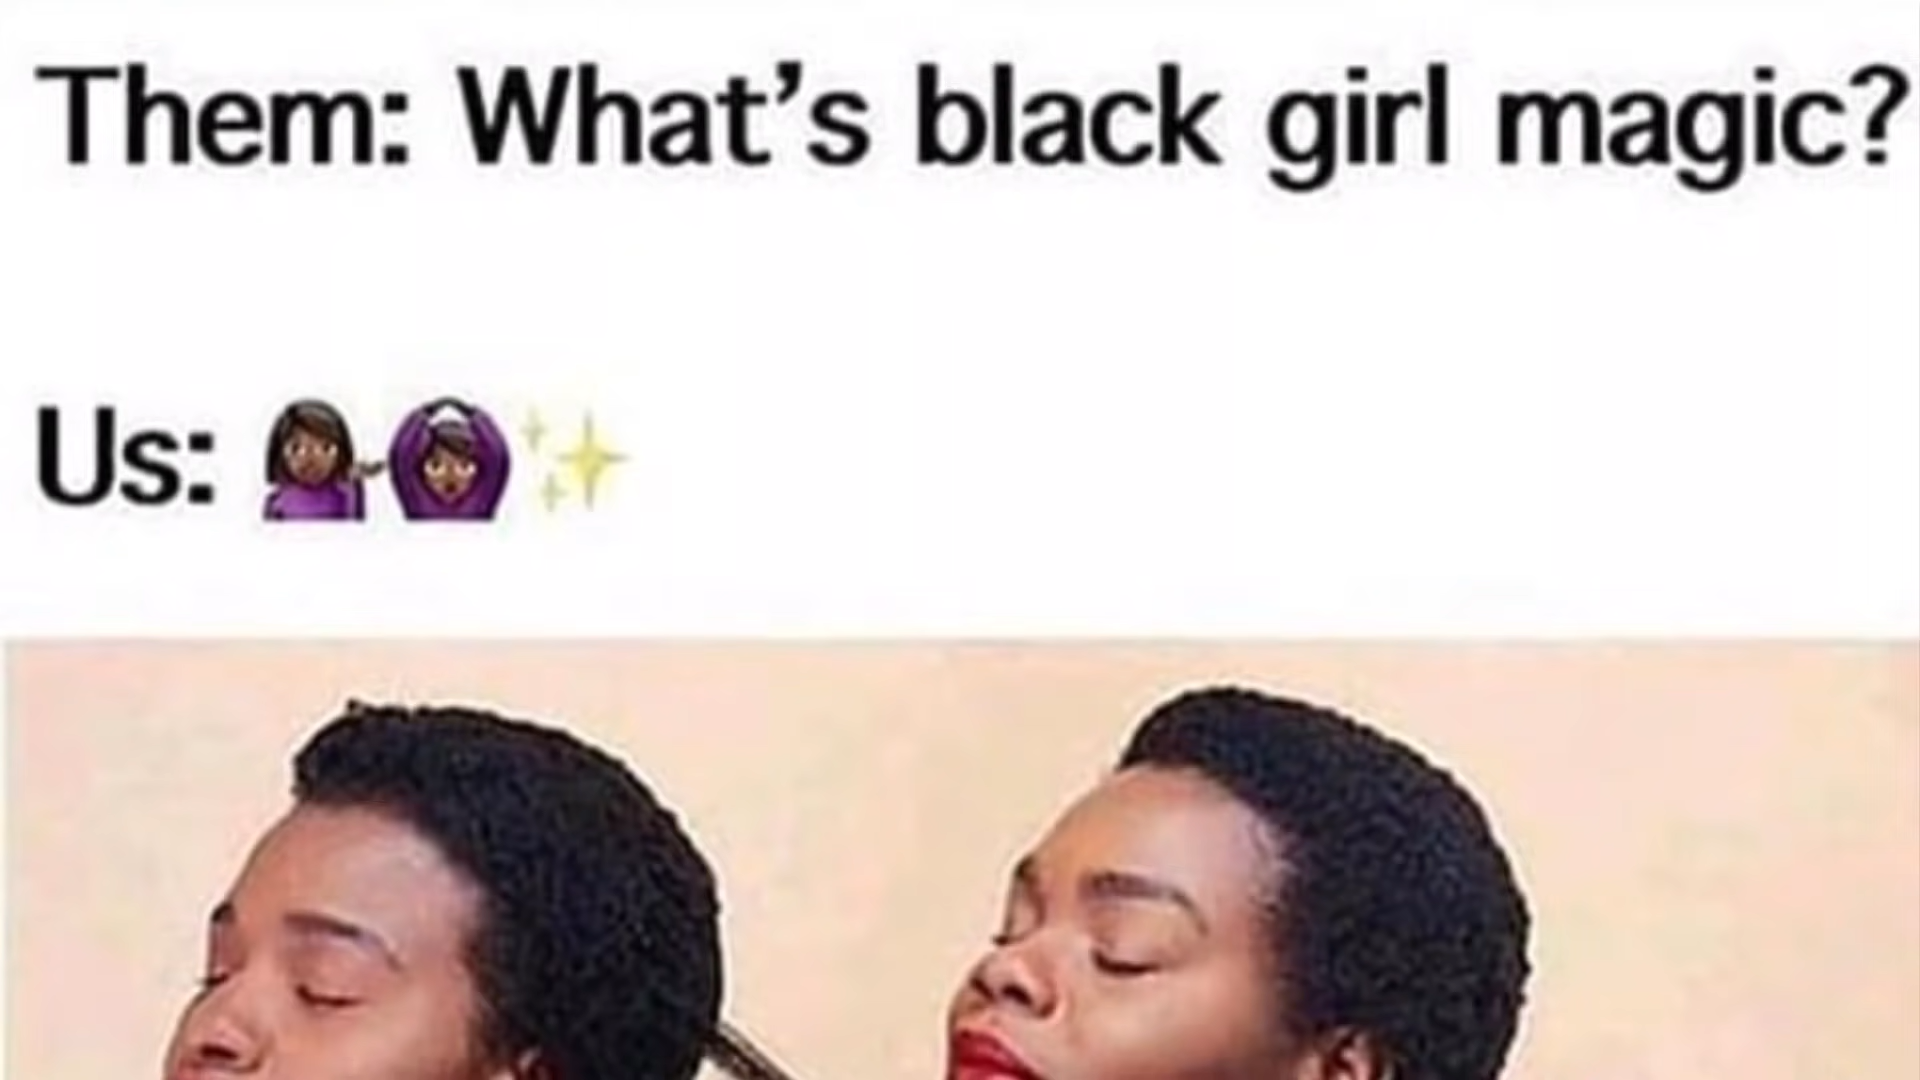 Them: What's black girl magic?
Us: 💁🏾‍♀️🙆🏾‍♀️✨